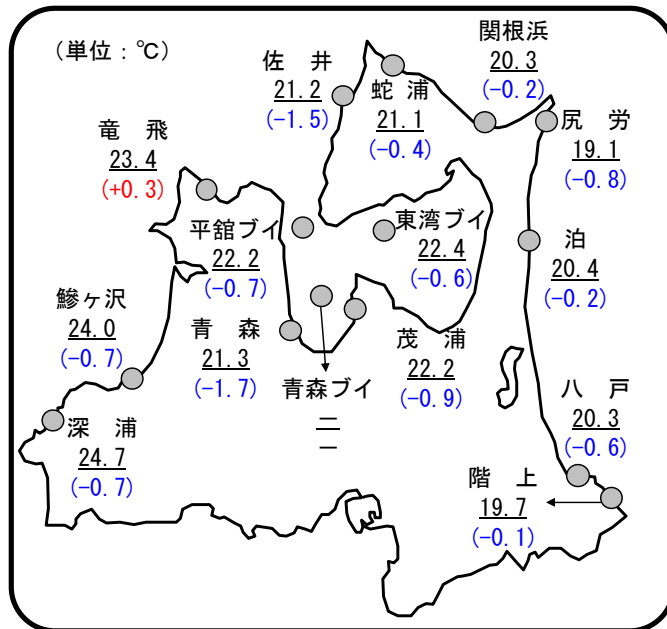 (単位：℃)
関根浜
20.3
(-0.2)
佐　井
21.2
(-1.5)
蛇　浦
21.1
(-0.4)
尻　労
19.1
(-0.8)
竜　飛
23.4
(+0.3)
平舘ブイ
22.2
(-0.7)
東湾ブイ
22.4
(-0.6)
泊
20.4
(-0.2)
鰺ヶ沢
24.0
(-0.7)
青　森
21.3
(-1.7)
青森ブイ
－
－
茂　浦
22.2
(-0.9)
八　戸
20.3
(-0.6)
深　浦
24.7
(-0.7)
階　上
19.7
(-0.1)